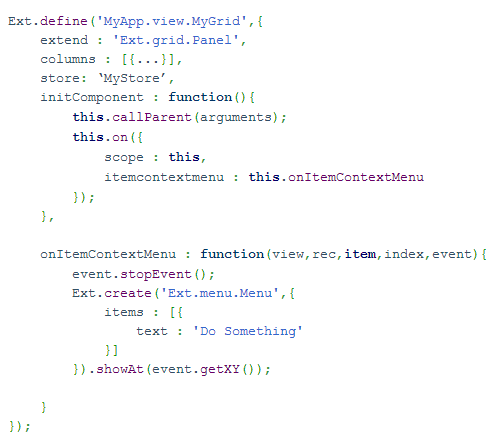 Ext.define('MyApp.view.MyGrid',{
    extend : 'Ext.grid.Panel',
    columns : [{...}],
    store: ‘MyStore’,
    initComponent : function(){
        this.callParent(arguments);
        this.on({
            scope : this,
            itemcontextmenu : this.onItemContextMenu
        });
    },

    onItemContextMenu : function(view,rec,item,index,event){
        event.stopEvent();
        Ext.create('Ext.menu.Menu',{
            items : [{
                text : 'Do Something'
            }]
        }).showAt(event.getXY());

    }
});